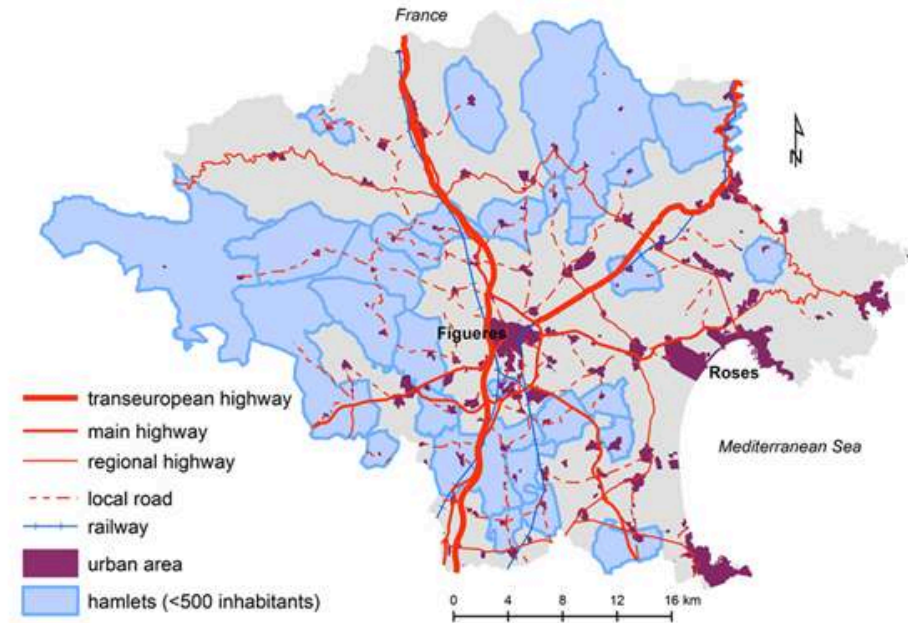 France
N
Figueres
Roses
Mediterranean Sea
transeuropean highway
main highway
regional highway
local road
railway
urban area
hamlets (<500 inhabitants)
0 4 8 12 16 km